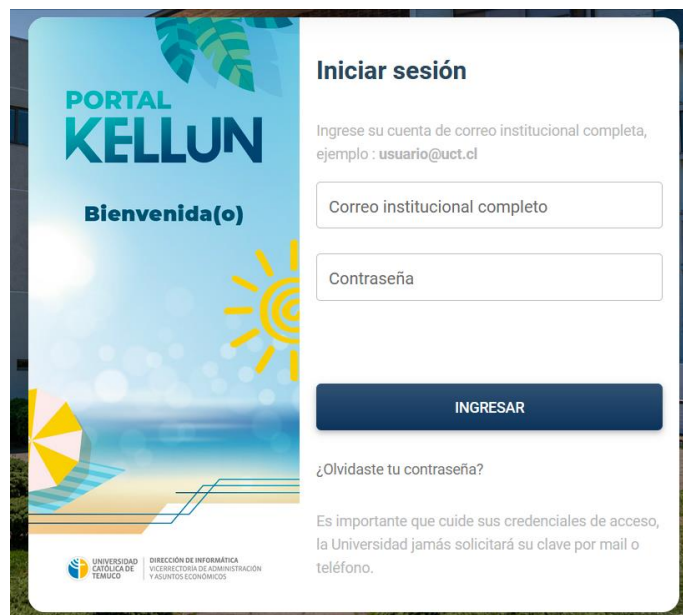 PORTAL
KELLUN
Bienvenida(o)
UNIVERSIDAD
CATÓLICA DE
TEMUCO
DIRECCIÓN DE INFORMÁTICA
VICERRECTORÍA DE ADMINISTRACIÓN
Y ASUNTOS ECONÓMICOS
Iniciar sesión
Ingrese su cuenta de correo institucional completa,
ejemplo : usuario@uct.cl
Correo institucional completo
Contraseña
INGRESAR
¿Olvidaste tu contraseña?
Es importante que cuide sus credenciales de acceso,
la Universidad jamás solicitará su clave por mail o
teléfono.